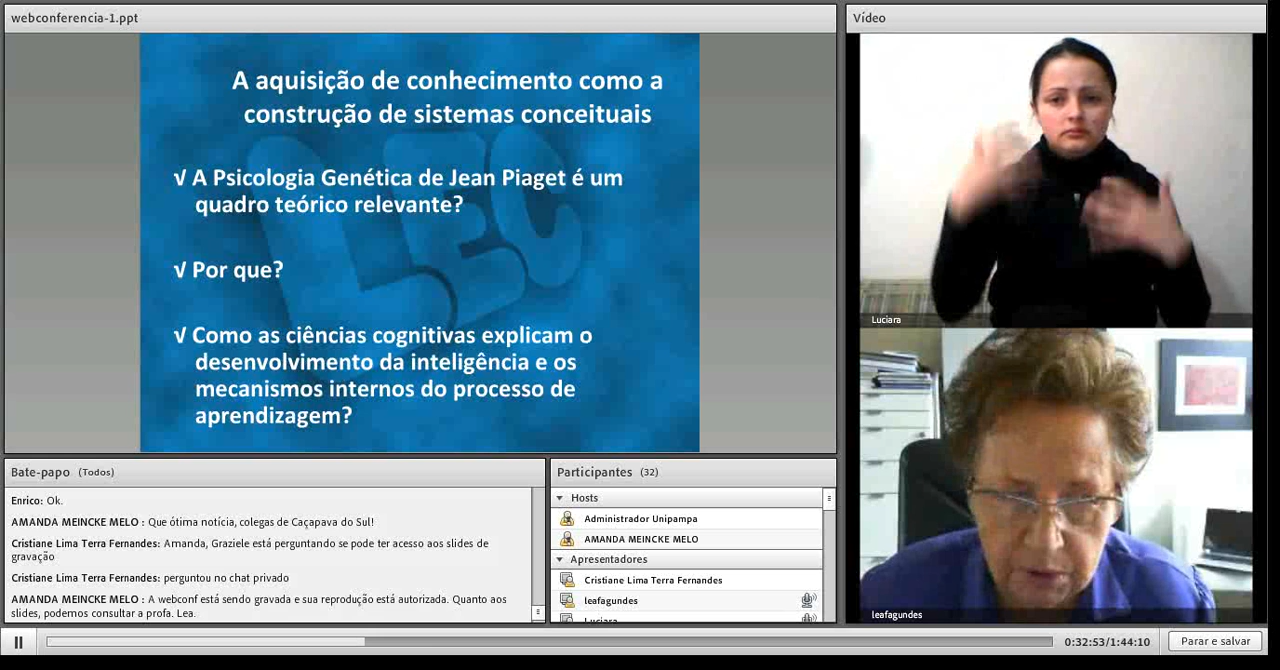 webconferencia-1.ppt
A aquisição de conhecimento como a
construção de sistemas conceituais
√ A Psicologia Genética de Jean Piaget é um
quadro teórico relevante?
√ Por que?
√ Como as ciências cognitivas explicam o
desenvolvimento da inteligência e os
mecanismos internos do processo de
aprendizagem?
LEC
Vídeo
Luciara
leafagundes
Bate-papo (Todos)
Enrico: Ok.
AMANDA MEINCKE MELO : Que ótima notícia, colegas de Caçapava do Sul!
Cristiane Lima Terra Fernandes: Amanda, Graziele está perguntando se pode ter acesso aos slides de
gravação
Cristiane Lima Terra Fernandes: perguntou no chat privado
AMANDA MEINCKE MELO : A webconf está sendo gravada e sua reprodução está autorizada. Quanto aos
slides, podemos consultar a profa. Lea.
Participantes (32)
Hosts
Administrador Unipampa
AMANDA MEINCKE MELO
Apresentadores
Cristiane Lima Terra Fernandes
leafagundes
Luciara
0:32:53/1:44:10
Parar e salvar